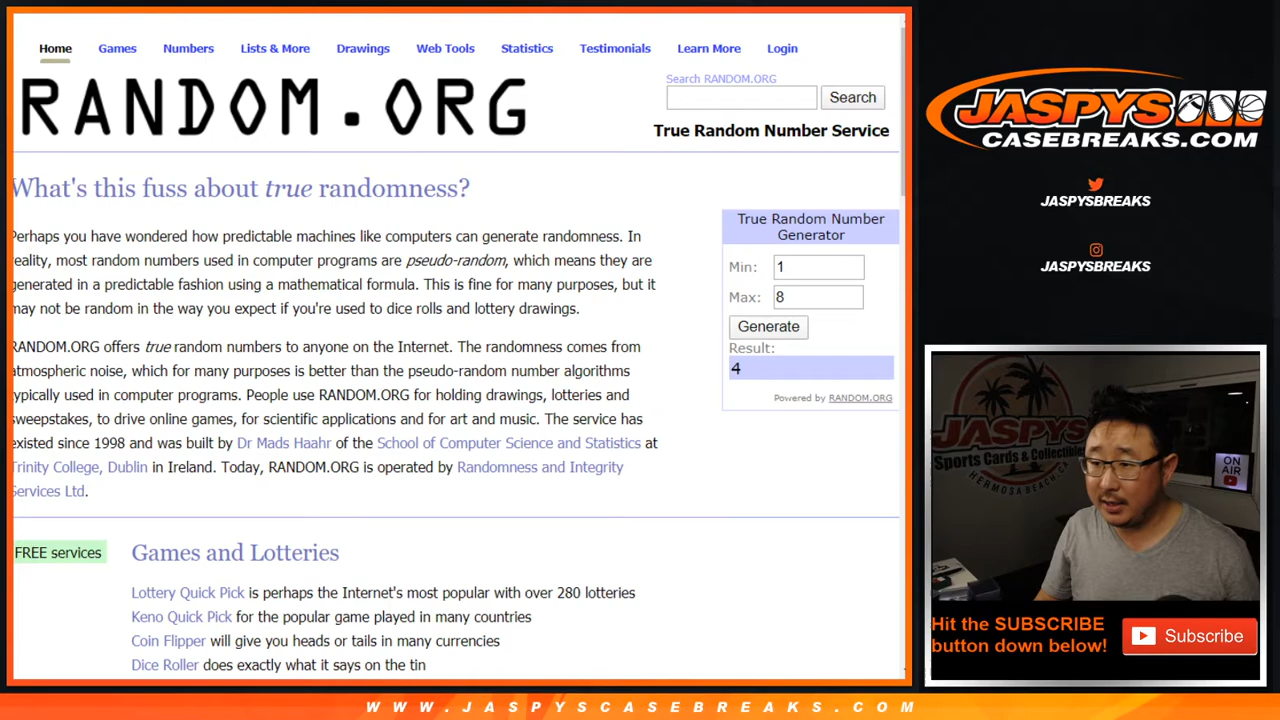 Home Games Numbers Lists & More Drawings Web Tools Statistics Testimonials Learn More Login
RANDOM.ORG
Search RANDOM.ORG
Search
True Random Number Service
What's this fuss about true randomness?
Perhaps you have wondered how predictable machines like computers can generate randomness. In
reality, most random numbers used in computer programs are pseudo-random, which means they are
generated in a predictable fashion using a mathematical formula. This is fine for many purposes, but it
may not be random in the way you expect if you're used to dice rolls and lottery drawings.
RANDOM.ORG offers true random numbers to anyone on the Internet. The randomness comes from
atmospheric noise, which for many purposes is better than the pseudo-random number algorithms
typically used in computer programs. People use RANDOM.ORG for holding drawings, lotteries and
sweepstakes, to drive online games, for scientific applications and for art and music. The service has
existed since 1998 and was built by Dr Mads Haahr of the School of Computer Science and Statistics at
Trinity College, Dublin in Ireland. Today, RANDOM.ORG is operated by Randomness and Integrity
Services Ltd.
True Random Number
Generator
Min: 1
Max: 8
Generate
Result:
4
Powered by RANDOM.ORG
FREE services
Games and Lotteries
Lottery Quick Pick is perhaps the Internet's most popular with over 280 lotteries
Keno Quick Pick for the popular game played in many countries
Coin Flipper will give you heads or tails in many currencies
Dice Roller does exactly what it says on the tin
JASPYS
CASEBREAKS.COM
JASPYSBREAKS
JASPYSBREAKS
JASPYS
Sports Cards & Collectibles
HERMOSA BEACH, CA
ON
AIR
Hit the SUBSCRIBE
button down below!
Subscribe
WWW.JASPYSCASEBREAKS.COM